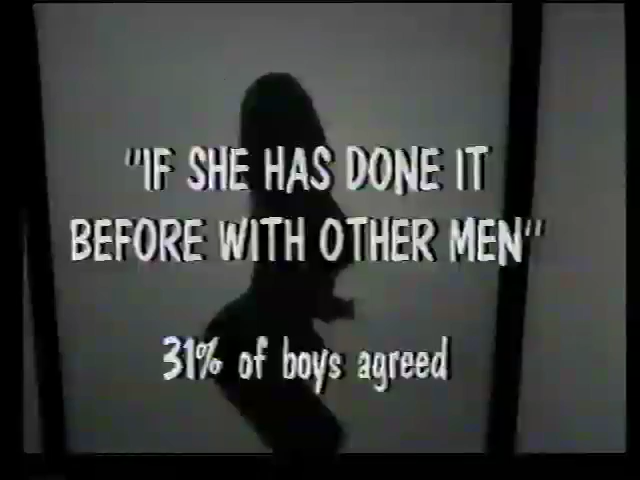 "IF SHE HAS DONE IT
BEFORE WITH OTHER MEN"
31% of boys agreed